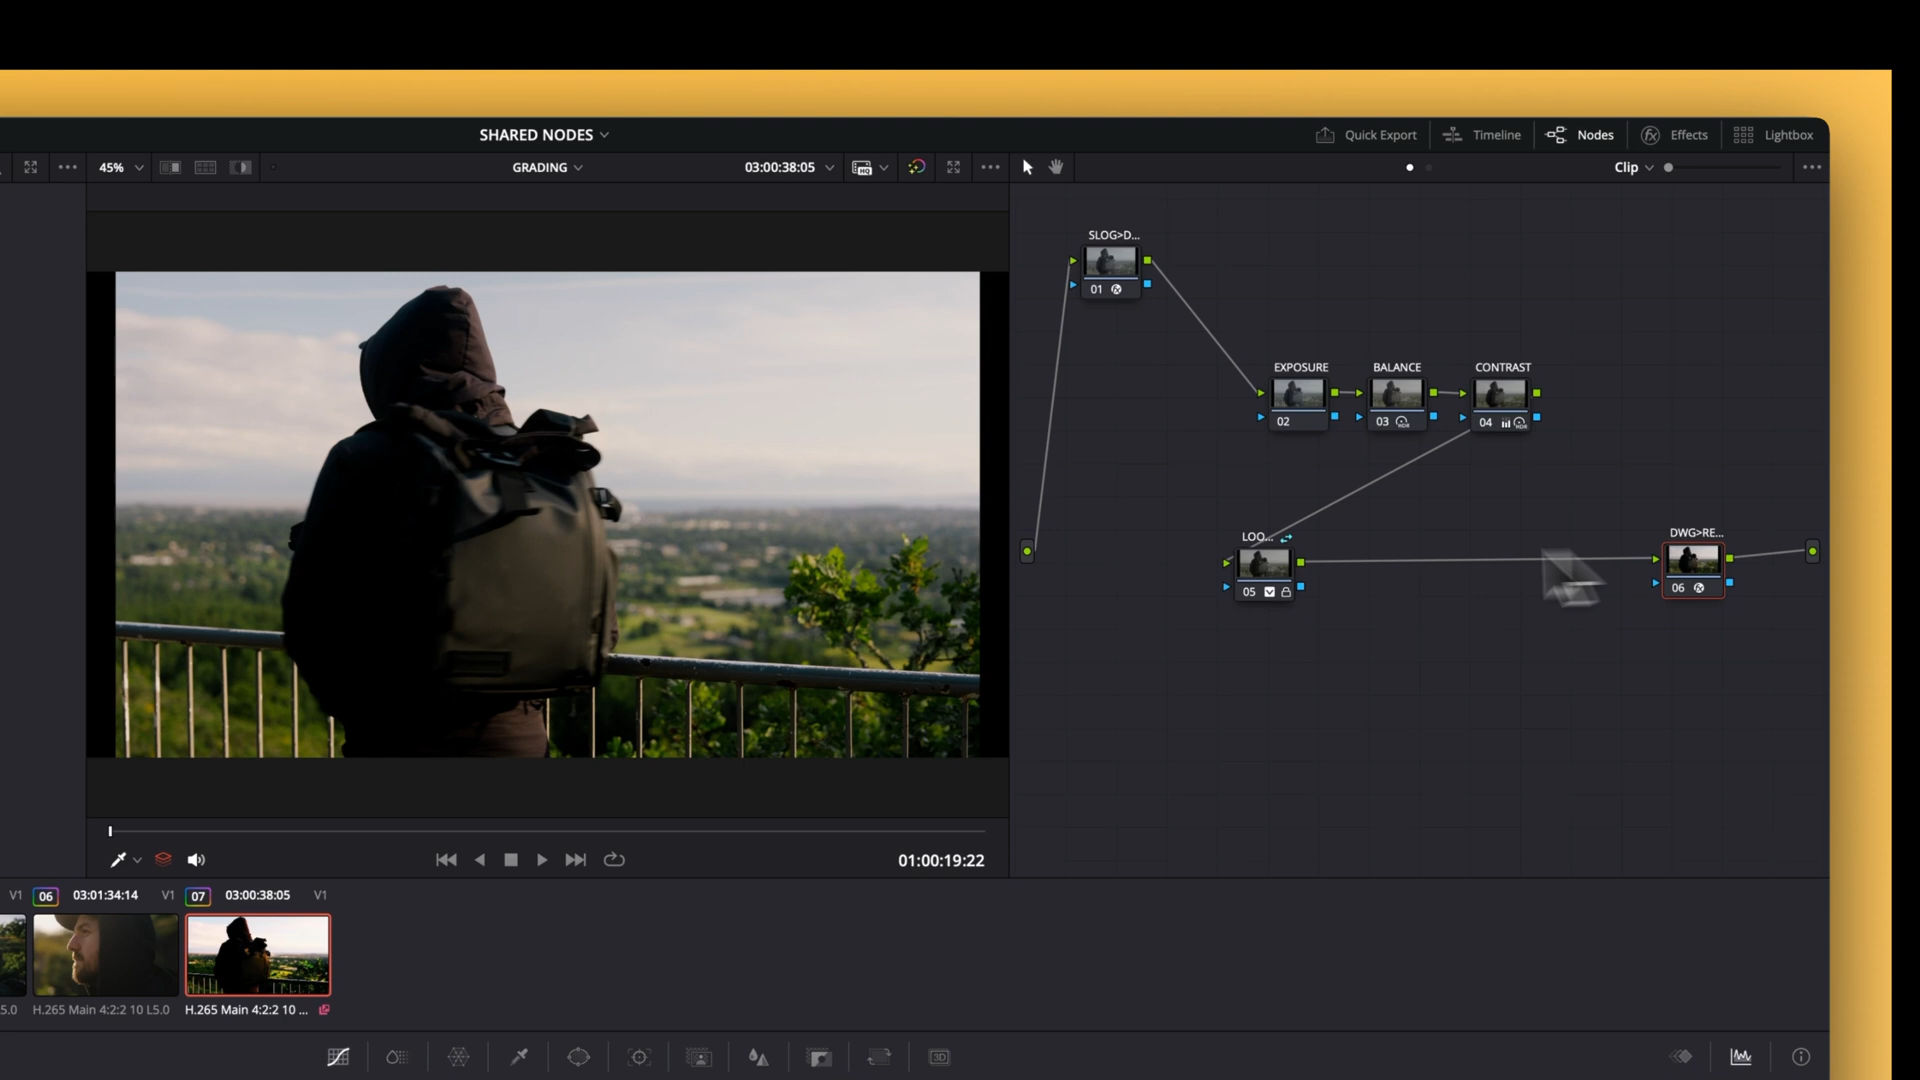 SHARED NODES
Quick Export
Timeline
Nodes
Effects
Lightbox
45%
GRADING
03:00:38:05
HQ
Clip
SLOG>D...
01
EXPOSURE
BALANCE
CONTRAST
02
03
HDR
04
HDR
LOO...
05
DWG>RE...
06
01:00:19:22
V1
06
03:01:34:14
V1
07
03:00:38:05
V1
5.0
H.265 Main 4:2:2 10 L5.0
H.265 Main 4:2:2 10 ...
3D